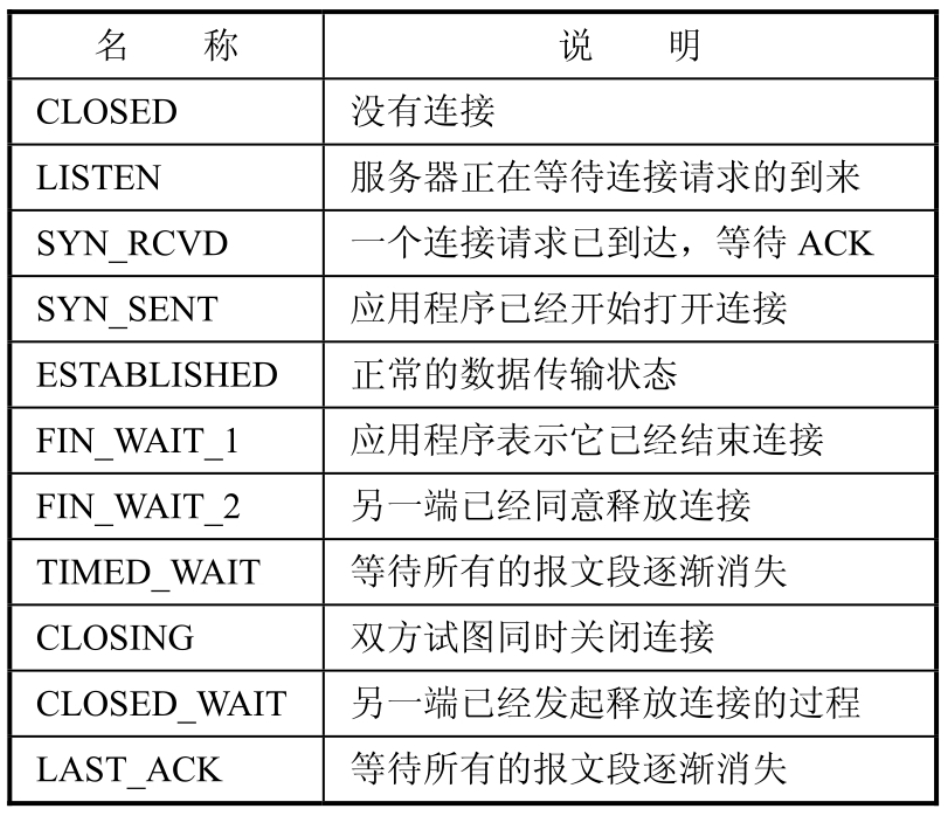 名 称 说 明
CLOSED 没有连接
LISTEN 服务器正在等待连接请求的到来
SYN_RCVD 一个连接请求已到达，等待 ACK
SYN_SENT 应用程序已经开始打开连接
ESTABLISHED 正常的数据传输状态
FIN_WAIT_1 应用程序表示它已经结束连接
FIN_WAIT_2 另一端已经同意释放连接
TIMED_WAIT 等待所有的报文段逐渐消失
CLOSING 双方试图同时关闭连接
CLOSED_WAIT 另一端已经发起释放连接的过程
LAST_ACK 等待所有的报文段逐渐消失